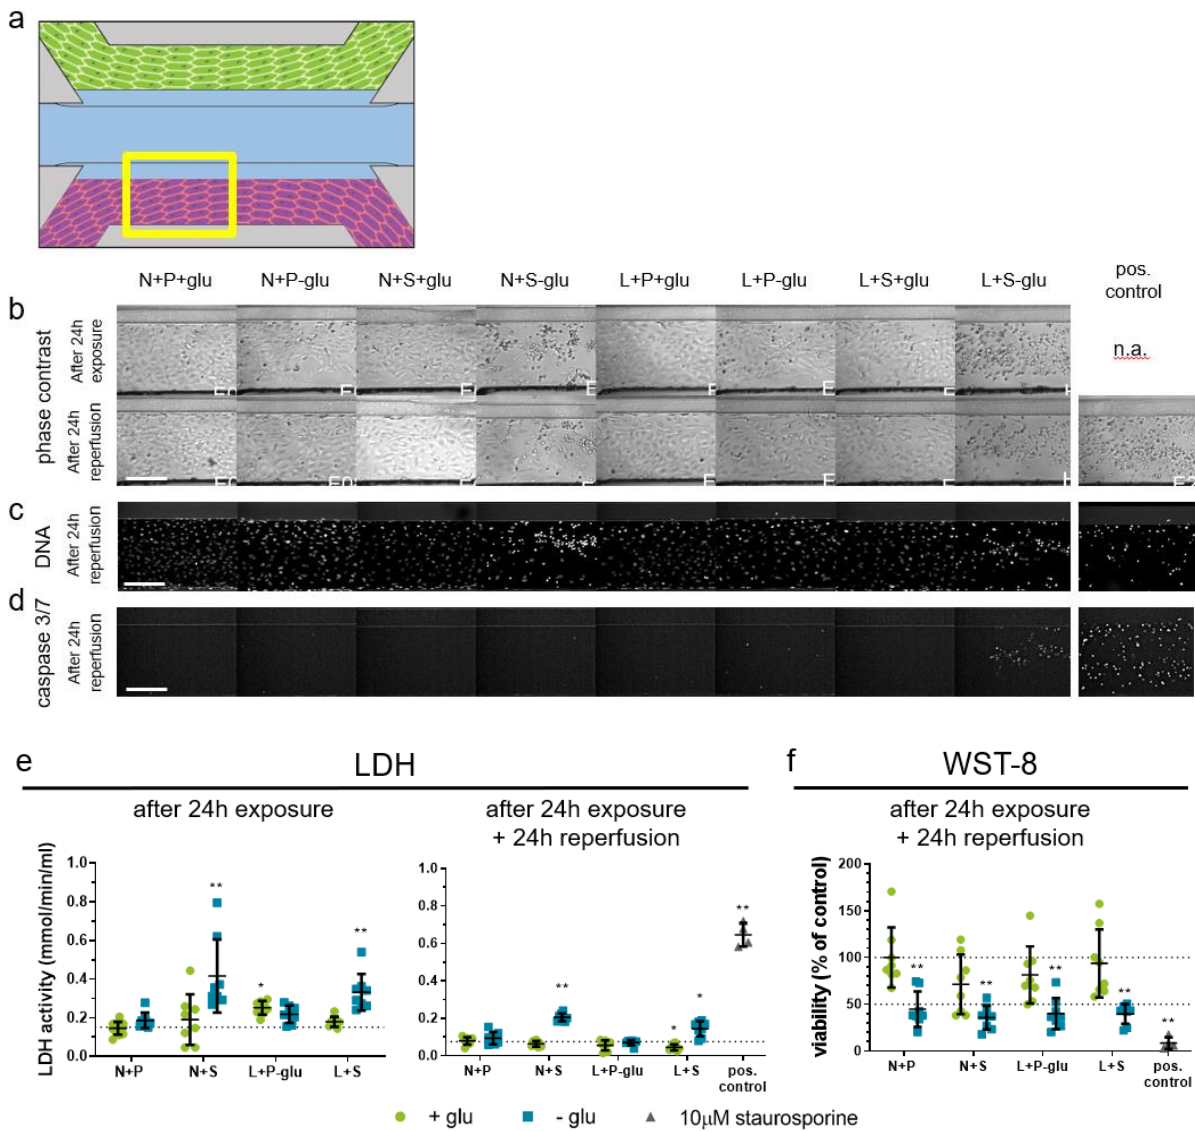 a
N+P+glu N+P-glu N+S+glu N+S-glu L+P+glu L+P-glu L+S+glu L+S-glu pos.
control
b
phase contrast
After 24h
exposure
n.a.
After 24h
reperfusion
c
DNA
After 24h
reperfusion
d
caspase 3/7
After 24h
reperfusion
e
LDH
after 24h exposure
after 24h exposure
+ 24h reperfusion
LDH activity (mmol/min/ml)
1.0
0.8
0.6
0.4
0.2
0.0
** * **
N+P N+S L+P-glu L+S
1.0
0.8
0.6
0.4
0.2
0.0
** * * **
N+P N+S L+P-glu L+S pos.
control
f
WST-8
after 24h exposure
+ 24h reperfusion
viability (% of control)
200
150
100
50
0
** ** ** ** **
N+P N+S L+P-glu L+S pos.
control
+ glu - glu 10µM staurosporine